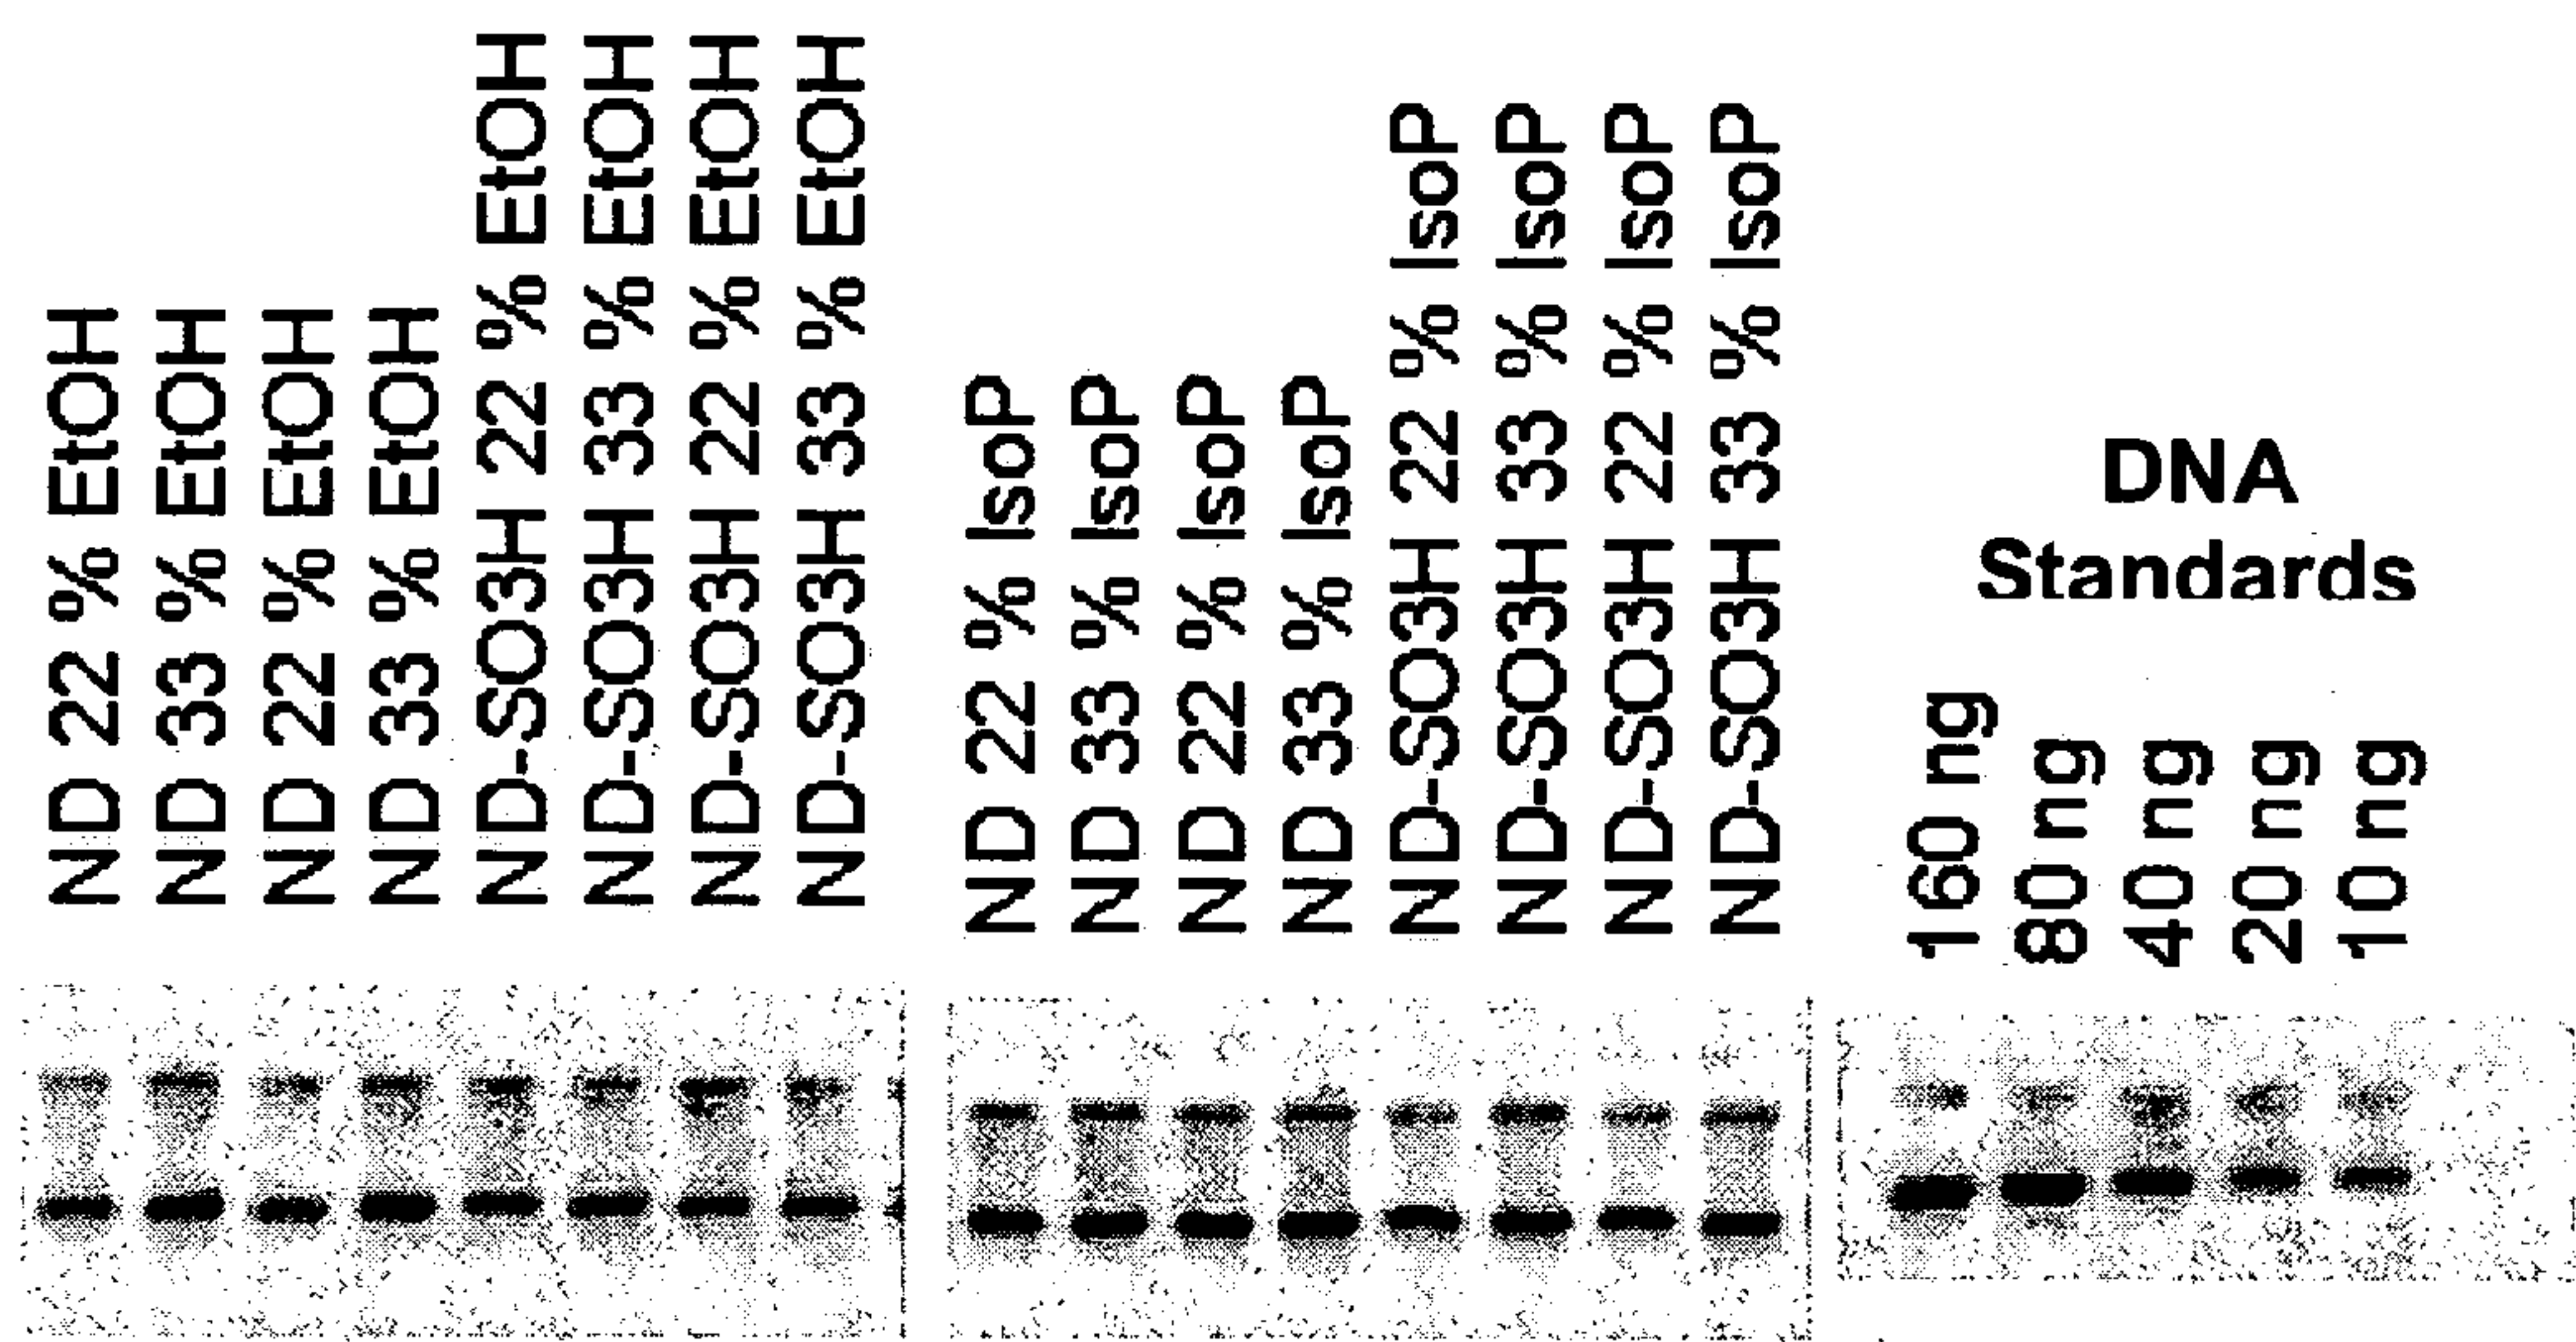 ND 22 % EtOH
ND 33 % EtOH
ND 22 % EtOH
ND 33 % EtOH
ND-SO3H 22 % EtOH
ND-SO3H 33 % EtOH
ND-SO3H 22 % EtOH
ND-SO3H 33 % EtOH
ND 22 % IsoP
ND 33 % IsoP
ND 22 % IsoP
ND 33 % IsoP
ND-SO3H 22 % IsoP
ND-SO3H 33 % IsoP
ND-SO3H 22 % IsoP
ND-SO3H 33 % IsoP
DNA
Standards
160 ng
80 ng
40 ng
20 ng
10 ng